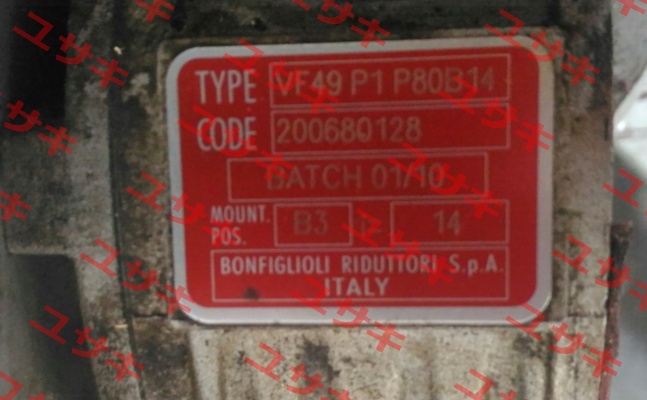 TYPE VF49 P1 P80B14
CODE 200680128
BATCH 01/10
MOUNT. POS. B3 i= 14
BONFIGLIOLI RIDUTTORI S.p.A.
ITALY
ユサキ